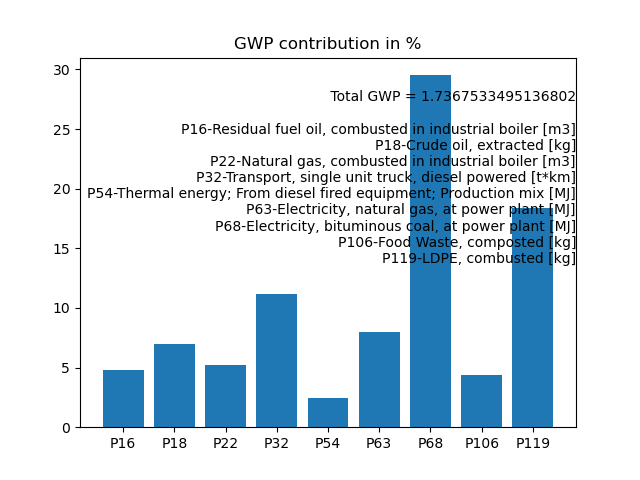 GWP contribution in %
30
25
20
15
10
5
0
Total GWP = 1.7367533495136802
P16-Residual fuel oil, combusted in industrial boiler [m3]
P18-Crude oil, extracted [kg]
P22-Natural gas, combusted in industrial boiler [m3]
P32-Transport, single unit truck, diesel powered [t*km]
P54-Thermal energy; From diesel fired equipment; Production mix [MJ]
P63-Electricity, natural gas, at power plant [MJ]
P68-Electricity, bituminous coal, at power plant [MJ]
P106-Food Waste, composted [kg]
P119-LDPE, combusted [kg]
P16 P18 P22 P32 P54 P63 P68 P106 P119